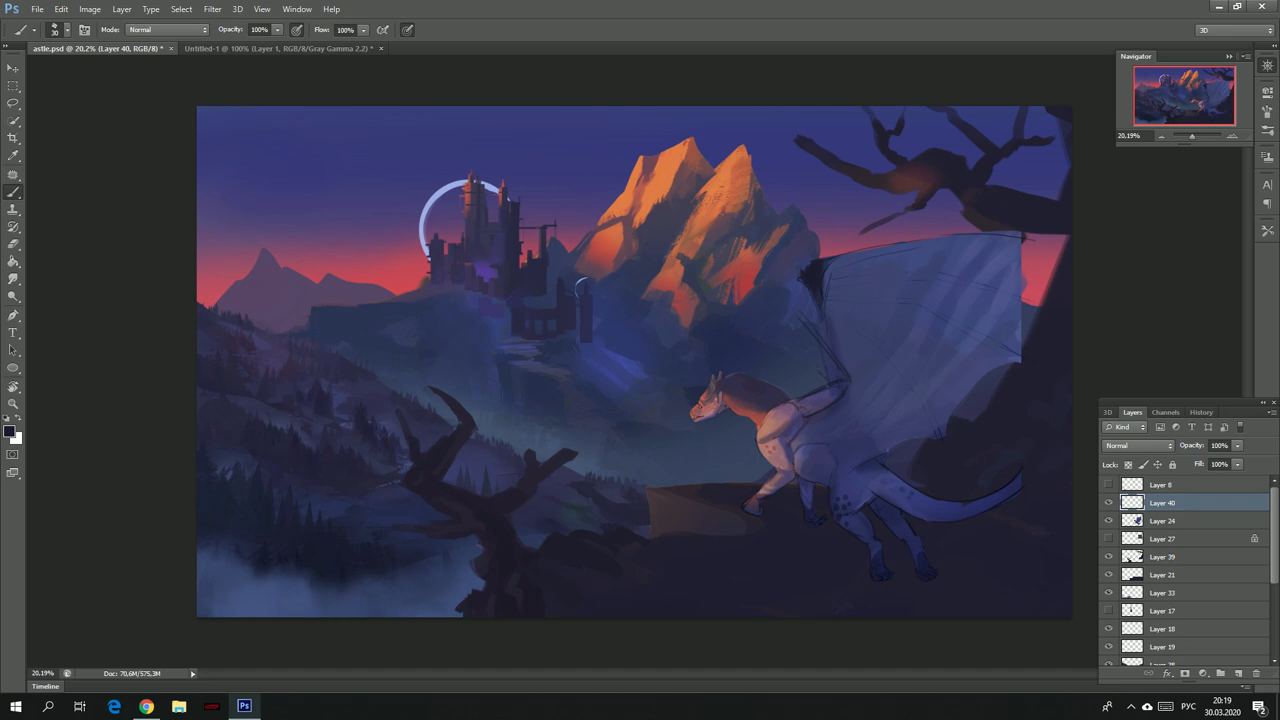 Ps File Edit Image Layer Type Select Filter 3D View Window Help
30 Mode: Normal Opacity: 100% Flow: 100% 3D
astle.psd @ 20,2% (Layer 40, RGB/8) * × Untitled-1 @ 100% (Layer 1, RGB/8/Gray Gamma 2.2) * ×
Navigator
20,19%
3D Layers Channels History
Kind
Normal Opacity: 100%
Lock: Fill: 100%
Layer 8
Layer 40
Layer 24
Layer 27
Layer 39
Layer 21
Layer 33
Layer 17
Layer 18
Layer 19
20,19% Doc: 70,6M/575,3M
Timeline
Ps РУС 20:19
30.03.2020 2